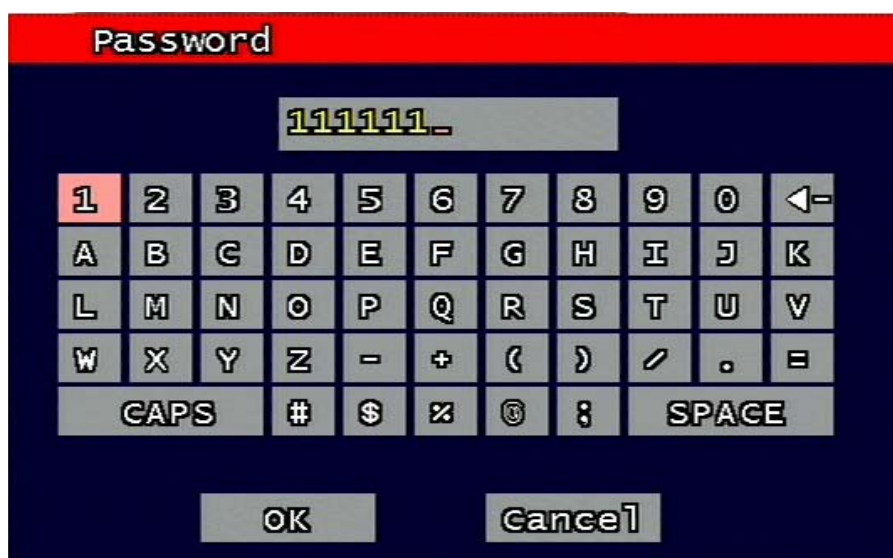 Password
111111_
1 2 3 4 5 6 7 8 9 0
A B C D E F G H I J K
L M N O P Q R S T U V
W X Y Z - + ( ) / . =
CAPS # $ % @ ; SPACE
OK Cancel